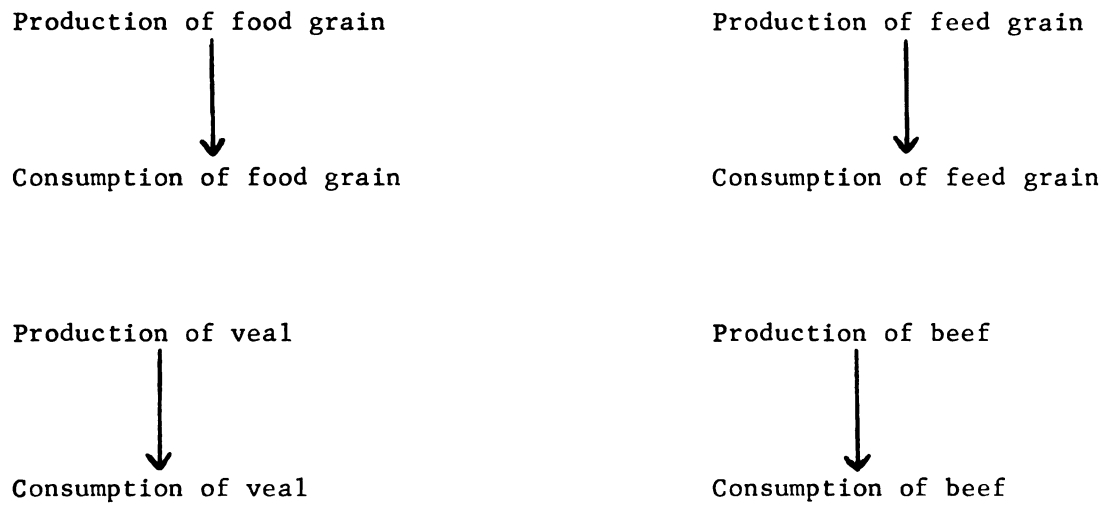 Production of food grain
Production of feed grain
Consumption of food grain
Consumption of feed grain
Production of veal
Production of beef
Consumption of veal
Consumption of beef